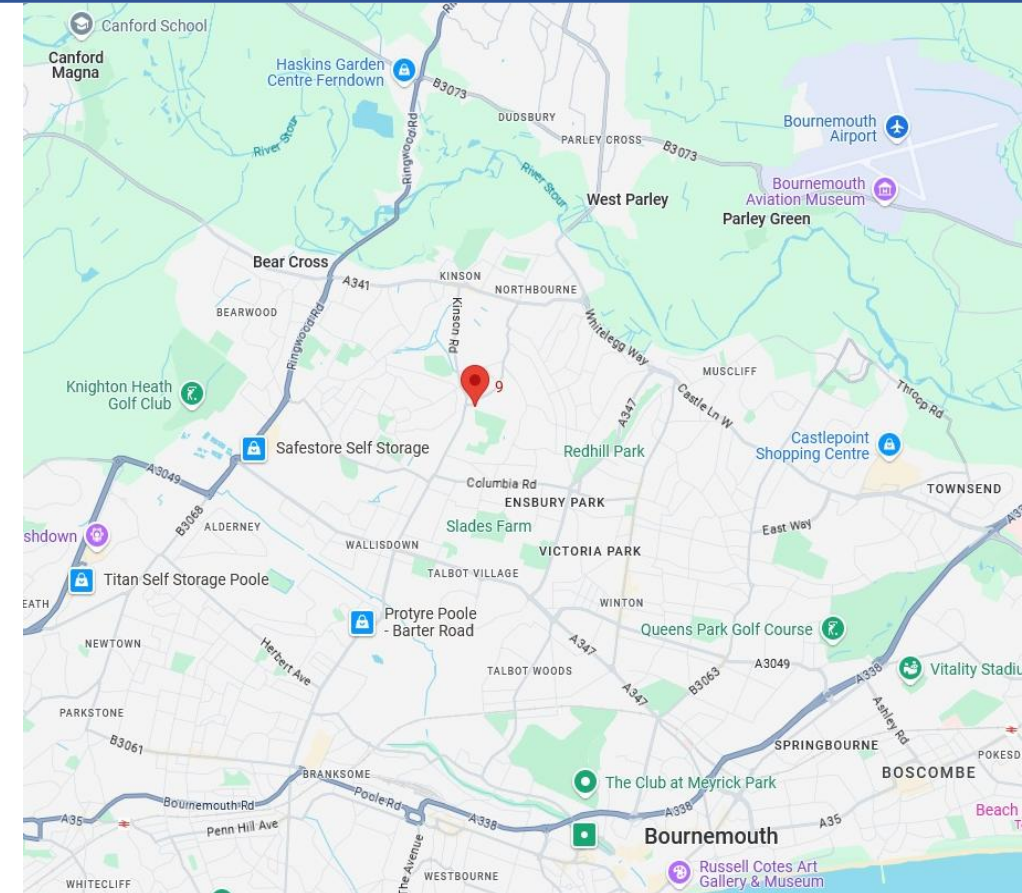 Canford School
Canford
Magna
Haskins Garden
Centre Ferndown
B3073
DUDSBURY
PARLEY CROSS
B3073
Bournemouth
Airport
River Stour
Ringwood Rd
River Stour
West Parley
Bournemouth
Aviation Museum
Parley Green
Bear Cross
A341
KINSON
NORTHBOURNE
BEARWOOD
Ringwood Rd
Kinson Rd
Whitelegg Way
MUSCLIFF
Throop Rd
Knighton Heath
Golf Club
9
Castle Ln W
A347
Castlepoint
Shopping Centre
Safestore Self Storage
Redhill Park
A3049
Columbia Rd
ENSBURY PARK
TOWNSEND
B3068
ALDERNEY
Slades Farm
East Way
A33
shdown
WALLISDOWN
VICTORIA PARK
Titan Self Storage Poole
TALBOT VILLAGE
EATH
WINTON
Protyre Poole
- Barter Road
Queens Park Golf Course
NEWTOWN
Herbert Ave
A347
A3049
TALBOT WOODS
B3063
A338
Vitality Stadiu
A347
Ashley Rd
PARKSTONE
B3061
SPRINGBOURNE
POKESD
BOSCOMBE
BRANKSOME
The Club at Meyrick Park
Poole Rd
Bournemouth Rd
A338
Beach
A35
Penn Hill Ave
A338
A35
Bournemouth
The Avenue
WESTBOURNE
Russell Cotes Art
Gallery & Museum
WHITECLIFF